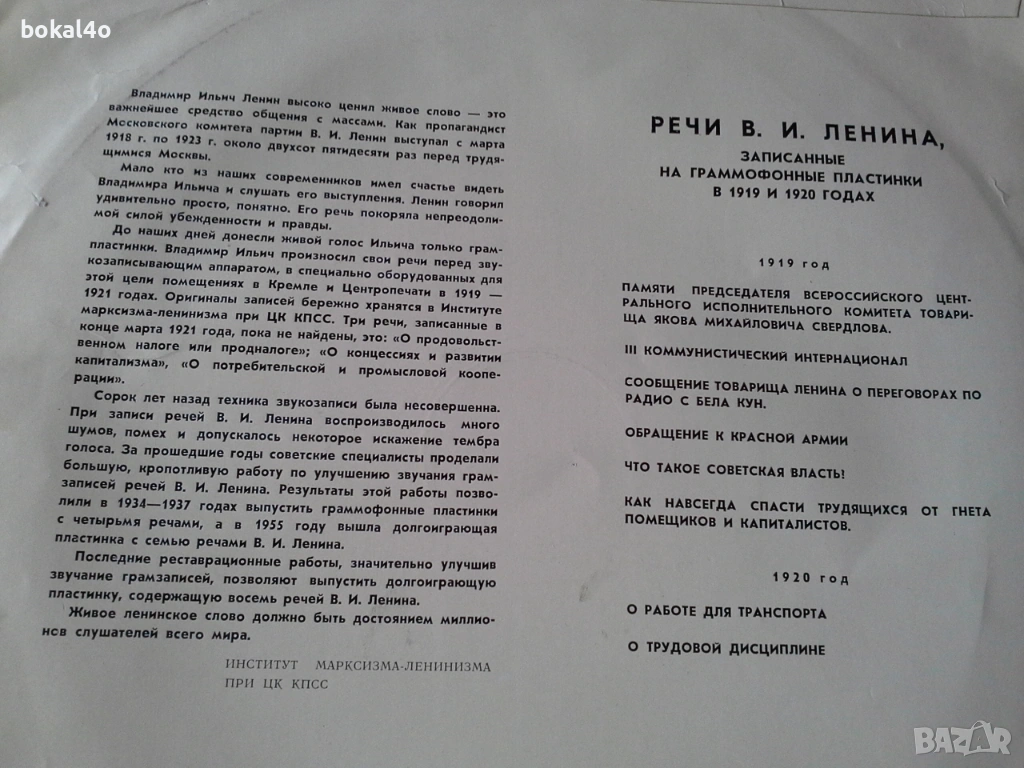 bokal4o
Владимир Ильич Ленин высоко ценил живое слово — это
важнейшее средство общения с массами. Как пропагандист
Московского комитета партии В. И. Ленин выступал с марта
1918 г. по 1923 г. около двухсот пятидесяти раз перед трудя-
щимися Москвы.
Мало кто из наших современников имел счастье видеть
Владимира Ильича и слушать его выступления. Ленин говорил
удивительно просто, понятно. Его речь покоряла непреодоли-
мой силой убежденности и правды.
До наших дней донесли живой голос Ильича только грам-
пластинки. Владимир Ильич произносил свои речи перед зву-
козаписывающим аппаратом, в специально оборудованных для
этой цели помещениях в Кремле и Центропечати в 1919 —
1921 годах. Оригиналы записей бережно хранятся в Институте
марксизма-ленинизма при ЦК КПСС. Три речи, записанные в
конце марта 1921 года, пока не найдены, это: «О продовольст-
венном налоге или продналоге»; «О концессиях и развитии
капитализма», «О потребительской и промысловой коопе-
рации».
Сорок лет назад техника звукозаписи была несовершенна.
При записи речей В. И. Ленина воспроизводилось много
шумов, помех и допускалось некоторое искажение тембра
голоса. За прошедшие годы советские специалисты проделали
большую, кропотливую работу по улучшению звучания грам-
записей речей В. И. Ленина. Результаты этой работы позво-
лили в 1934—1937 годах выпустить граммофонные пластинки
с четырьмя речами, а в 1955 году вышла долгоиграющая
пластинка с семью речами В. И. Ленина.
Последние реставрационные работы, значительно улучшив
звучание грамзаписей, позволяют выпустить долгоиграющую
пластинку, содержащую восемь речей В. И. Ленина.
Живое ленинское слово должно быть достоянием миллио-
нов слушателей всего мира.
ИНСТИТУТ МАРКСИЗМА-ЛЕНИНИЗМА
ПРИ ЦК КПСС
РЕЧИ В. И. ЛЕНИНА,
ЗАПИСАННЫЕ
НА ГРАММОФОННЫЕ ПЛАСТИНКИ
В 1919 И 1920 ГОДАХ
1919 год
ПАМЯТИ ПРЕДСЕДАТЕЛЯ ВСЕРОССИЙСКОГО ЦЕНТ-
РАЛЬНОГО ИСПОЛНИТЕЛЬНОГО КОМИТЕТА ТОВАРИ-
ЩА ЯКОВА МИХАЙЛОВИЧА СВЕРДЛОВА.
III КОММУНИСТИЧЕСКИЙ ИНТЕРНАЦИОНАЛ
СООБЩЕНИЕ ТОВАРИЩА ЛЕНИНА О ПЕРЕГОВОРАХ ПО
РАДИО С БЕЛА КУН.
ОБРАЩЕНИЕ К КРАСНОЙ АРМИИ
ЧТО ТАКОЕ СОВЕТСКАЯ ВЛАСТЬ!
КАК НАВСЕГДА СПАСТИ ТРУДЯЩИХСЯ ОТ ГНЕТА
ПОМЕЩИКОВ И КАПИТАЛИСТОВ.
1920 год
О РАБОТЕ ДЛЯ ТРАНСПОРТА
О ТРУДОВОЙ ДИСЦИПЛИНЕ
BAZAR